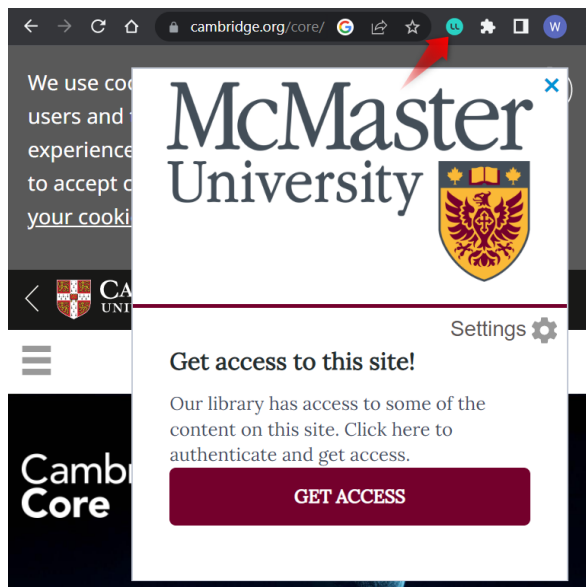 cambridge.org/core/
We use coo
users and
experience
to accept c
your cooki
McMaster
University
CA
UNI
Settings
Get access to this site!
Our library has access to some of the
content on this site. Click here to
authenticate and get access.
GET ACCESS
Cambr
Core